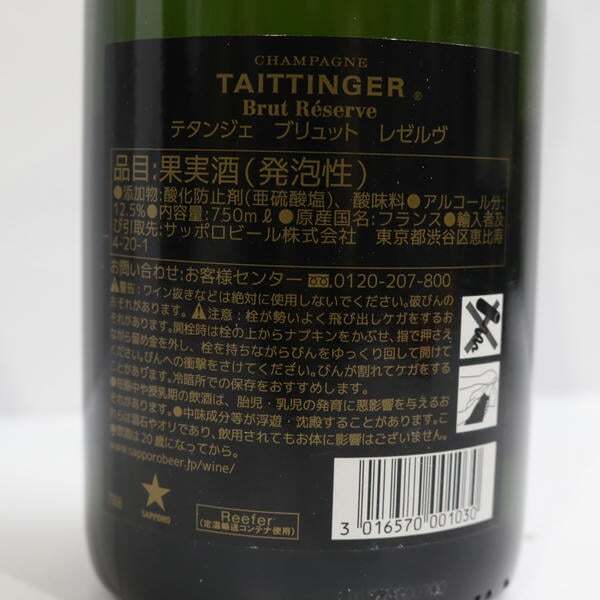 CHAMPAGNE
TAITTINGER®
Brut Réserve
テタンジェ ブリュット レゼルヴ
品目:果実酒(発泡性)
●添加物:酸化防止剤(亜硫酸塩)、酸味料●アルコール分:
12.5%●内容量:750mℓ●原産国名:フランス●輸入者及
び引取先:サッポロビール株式会社 東京都渋谷区恵比寿
4-20-1
お問い合わせ:お客様センター 0120-207-800
⚠警告:ワイン抜きなどは絶対に使用しないでください。破びんの
おそれがあります。⚠注意:栓が勢いよく飛び出しケガをするお
ことがあります。開栓時は栓の上からナプキンをかぶせ、指で押さえ
ながら留め金を外し、栓を持ちながらびんをゆっくり回して開けて
ください。びんへの衝撃をさけてください。びんが割れてケガをする
ことがあります。冷暗所での保存をおすすめします。
●妊娠中や授乳期の飲酒は、胎児・乳児の発育に悪影響を与えるお
それがあります。●中味成分等が浮遊・沈殿することがあります。こ
れらは酒石やオリであり、飲用されてもお体に影響はございません。
●飲酒は20歳になってから。
www.sapporobeer.jp/wine/
SAPPORO
Reefer
(定温輸送コンテナ使用)
3 016570 001030